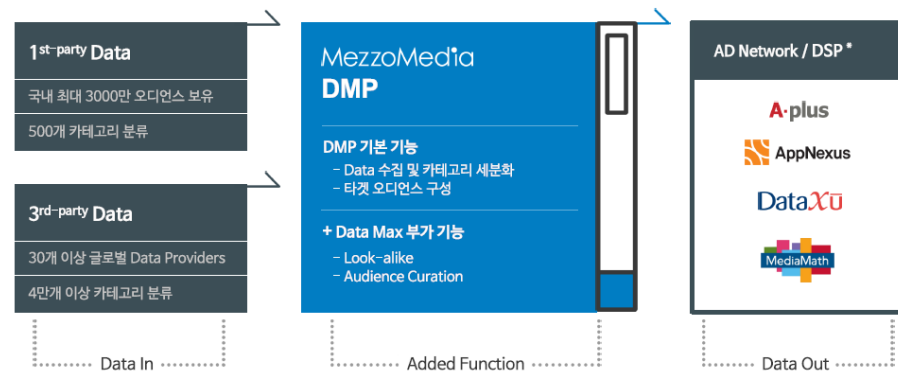 1st-party Data
국내 최대 3000만 오디언스 보유
500개 카테고리 분류
3rd-party Data
30개 이상 글로벌 Data Providers
4만개 이상 카테고리 분류
Data In
MezzoMedia
DMP
DMP 기본 기능
- Data 수집 및 카테고리 세분화
- 타겟 오디언스 구성
+ Data Max 부가 기능
- Look-alike
- Audience Curation
Added Function
AD Network / DSP *
A·plus
AppNexus
DataXū
MediaMath
Data Out